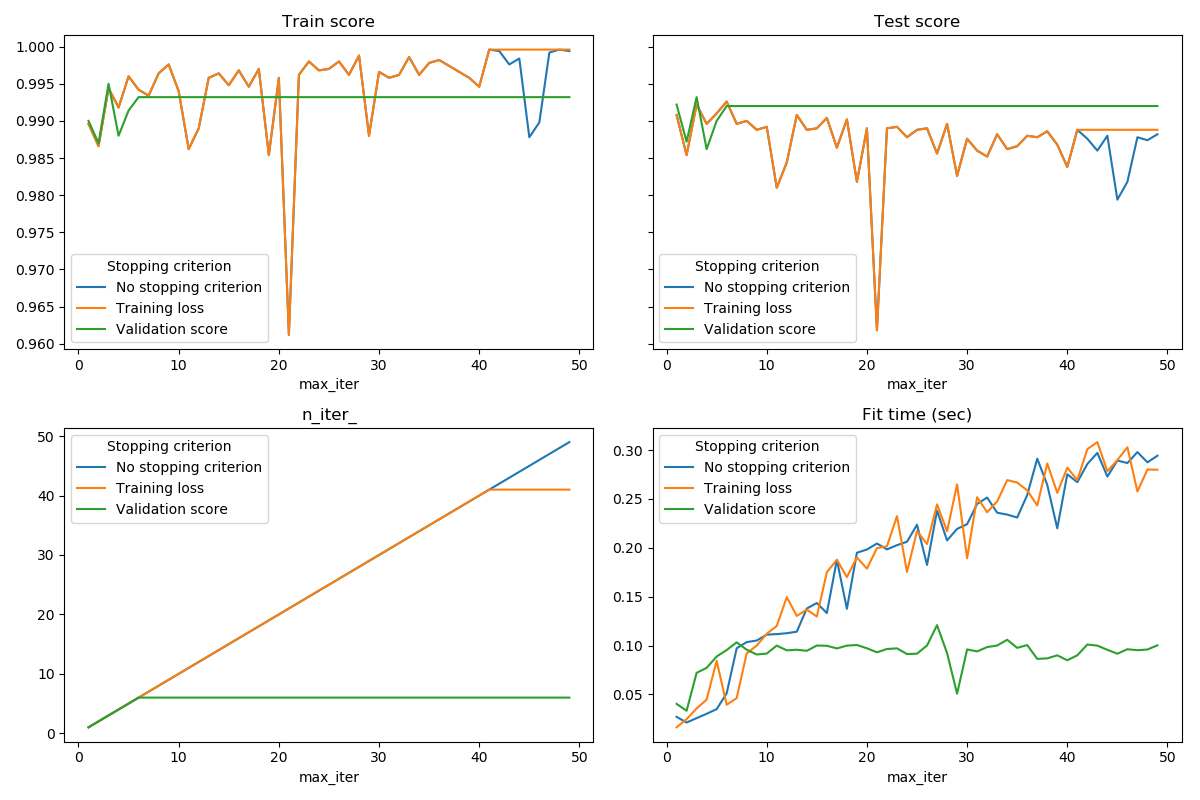 Train score
1.000
0.995
0.990
0.985
0.980
0.975
0.970
0.965
0.960
Stopping criterion
No stopping criterion
Training loss
Validation score
0 10 20 30 40 50
max_iter
Test score
Stopping criterion
No stopping criterion
Training loss
Validation score
0 10 20 30 40 50
max_iter
n_iter_
50
40
30
20
10
0
Stopping criterion
No stopping criterion
Training loss
Validation score
0 10 20 30 40 50
max_iter
Fit time (sec)
0.30
0.25
0.20
0.15
0.10
0.05
Stopping criterion
No stopping criterion
Training loss
Validation score
0 10 20 30 40 50
max_iter